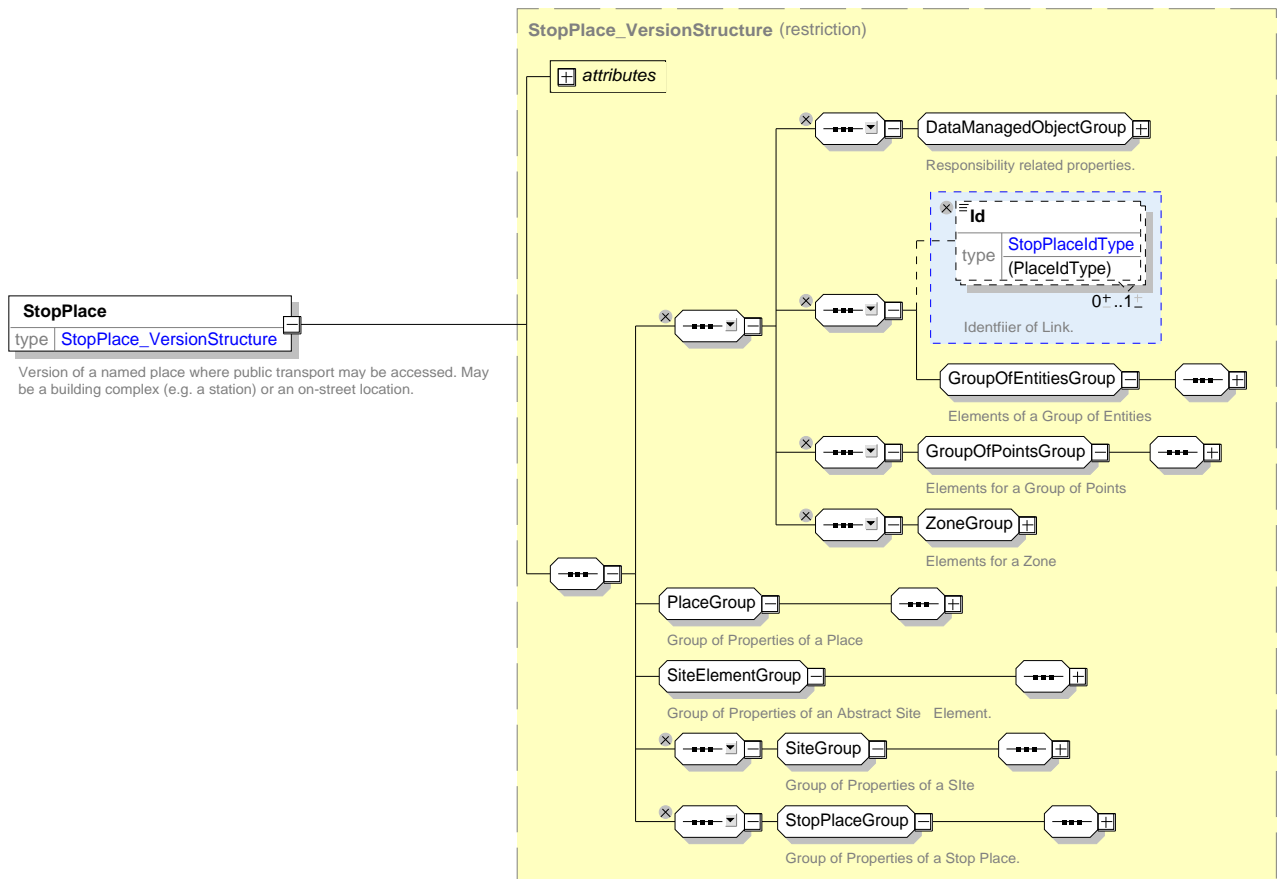 StopPlace_VersionStructure (restriction)
attributes
DataManagedObjectGroup
Responsibility related properties.
Id
type StopPlaceIdType
(PlaceIdType)
0+..1±
Identfiier of Link.
StopPlace
type StopPlace_VersionStructure
Version of a named place where public transport may be accessed. May
be a building complex (e.g. a station) or an on-street location.
GroupOfEntitiesGroup
Elements of a Group of Entities
GroupOfPointsGroup
Elements for a Group of Points
ZoneGroup
Elements for a Zone
PlaceGroup
Group of Properties of a Place
SiteElementGroup
Group of Properties of an Abstract Site Element.
SiteGroup
Group of Properties of a SIte
StopPlaceGroup
Group of Properties of a Stop Place.